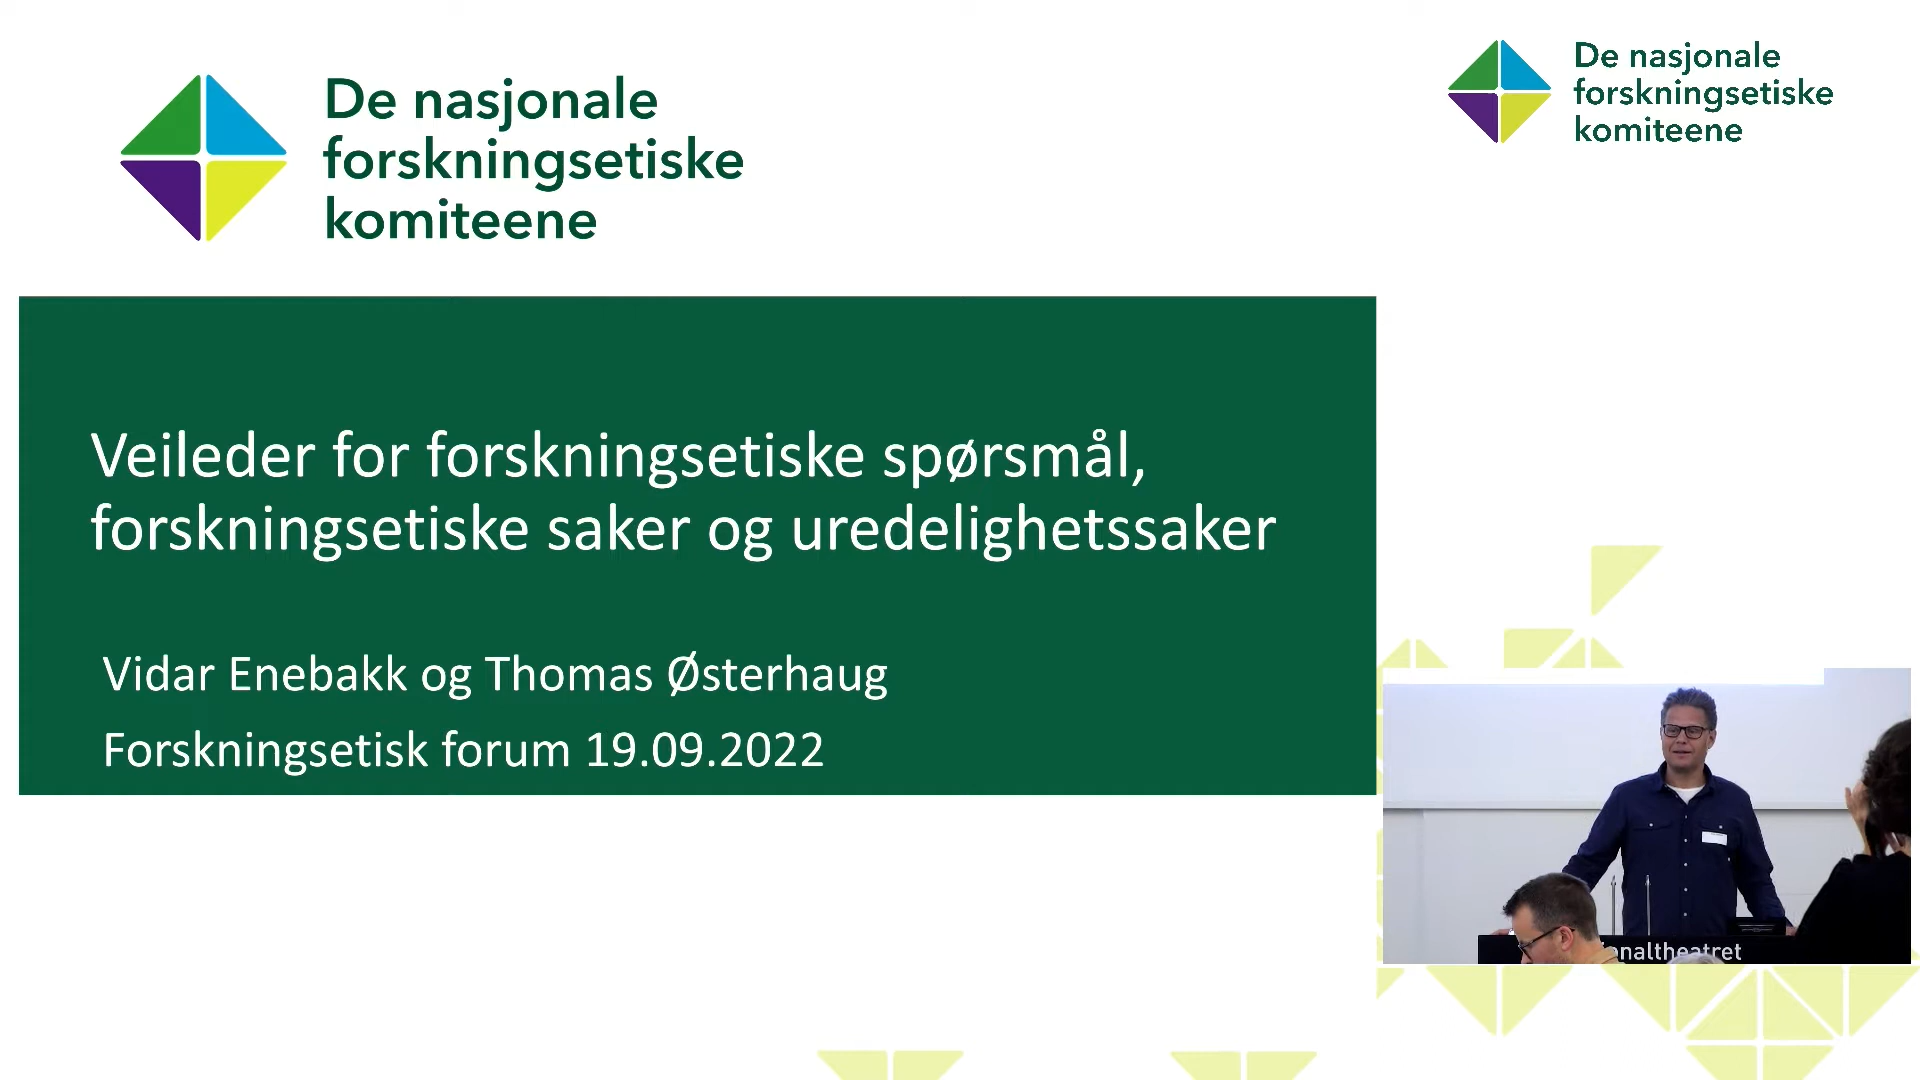 De nasjonale
forskningsetiske
komiteene
De nasjonale
forskningsetiske
komiteene
Veileder for forskningsetiske spørsmål,
forskningsetiske saker og uredelighetssaker
Vidar Enebakk og Thomas Østerhaug
Forskningsetisk forum 19.09.2022